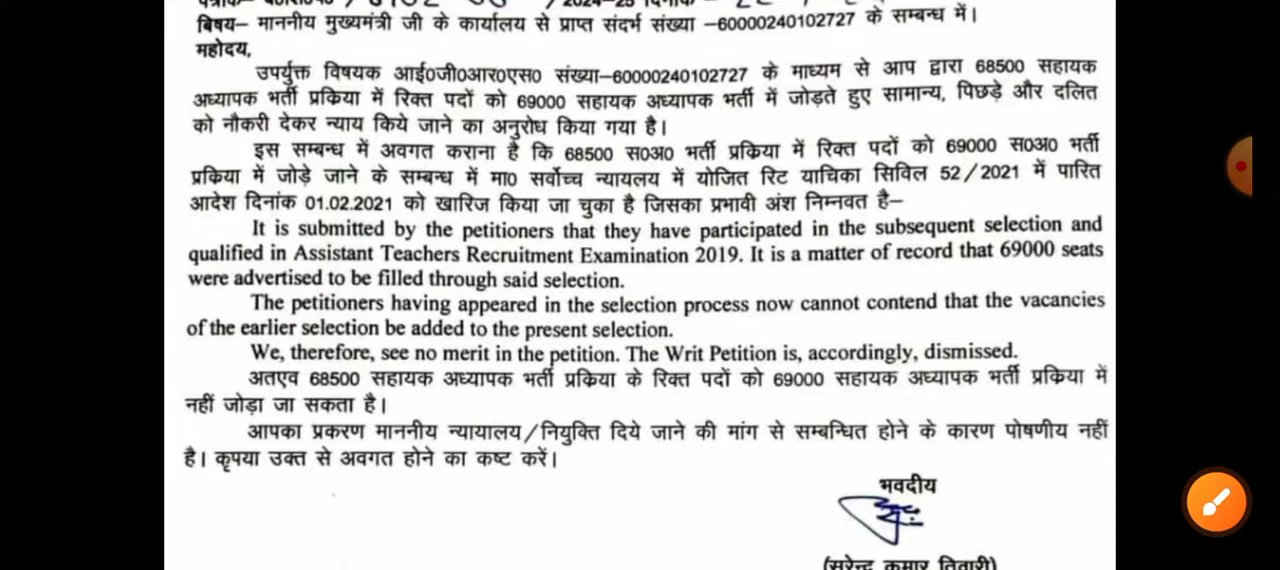 /2024-25 दिनांक -
बिषय– माननीय मुख्यमंत्री जी के कार्यालय से प्राप्त संदर्भ संख्या –60000240102727 के सम्बन्ध में।
महोदय,
उपर्युक्त विषयक आई0जी0आर0एस0 संख्या–60000240102727 के माध्यम से आप द्वारा 68500 सहायक
अध्यापक भर्ती प्रक्रिया में रिक्त पदों को 69000 सहायक अध्यापक भर्ती में जोड़ते हुए सामान्य, पिछड़े और दलित
को नौकरी देकर न्याय किये जाने का अनुरोध किया गया है।
इस सम्बन्ध में अवगत कराना है कि 68500 स0अ0 भर्ती प्रक्रिया में रिक्त पदों को 69000 स0अ0 भर्ती
प्रक्रिया में जोड़े जाने के सम्बन्ध में मा0 सर्वोच्च न्यायलय में योजित रिट याचिका सिविल 52/2021 में पारित
आदेश दिनांक 01.02.2021 को खारिज किया जा चुका है जिसका प्रभावी अंश निम्नवत है–
It is submitted by the petitioners that they have participated in the subsequent selection and
qualified in Assistant Teachers Recruitment Examination 2019. It is a matter of record that 69000 seats
were advertised to be filled through said selection.
The petitioners having appeared in the selection process now cannot contend that the vacancies
of the earlier selection be added to the present selection.
We, therefore, see no merit in the petition. The Writ Petition is, accordingly, dismissed.
अतएव 68500 सहायक अध्यापक भर्ती प्रक्रिया के रिक्त पदों को 69000 सहायक अध्यापक भर्ती प्रक्रिया में
नहीं जोड़ा जा सकता है।
आपका प्रकरण माननीय न्यायालय/नियुक्ति दिये जाने की मांग से सम्बन्धित होने के कारण पोषणीय नहीं
है। कृपया उक्त से अवगत होने का कष्ट करें।
भवदीय
(सुरेन्द्र कुमार तिवारी)